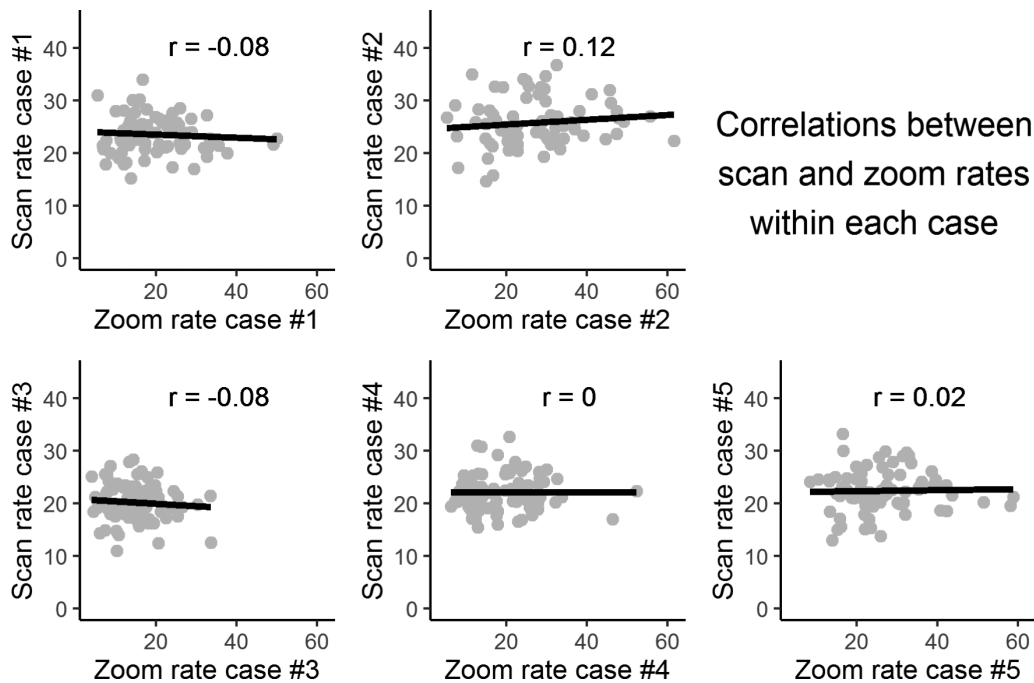 Scan rate case #1
40
30
20
10
0
r = -0.08
20 40 60
Zoom rate case #1
Scan rate case #2
40
30
20
10
0
r = 0.12
20 40 60
Zoom rate case #2
Correlations between
scan and zoom rates
within each case
Scan rate case #3
40
30
20
10
0
r = -0.08
20 40 60
Zoom rate case #3
Scan rate case #4
40
30
20
10
0
r = 0
20 40 60
Zoom rate case #4
Scan rate case #5
40
30
20
10
0
r = 0.02
20 40 60
Zoom rate case #5